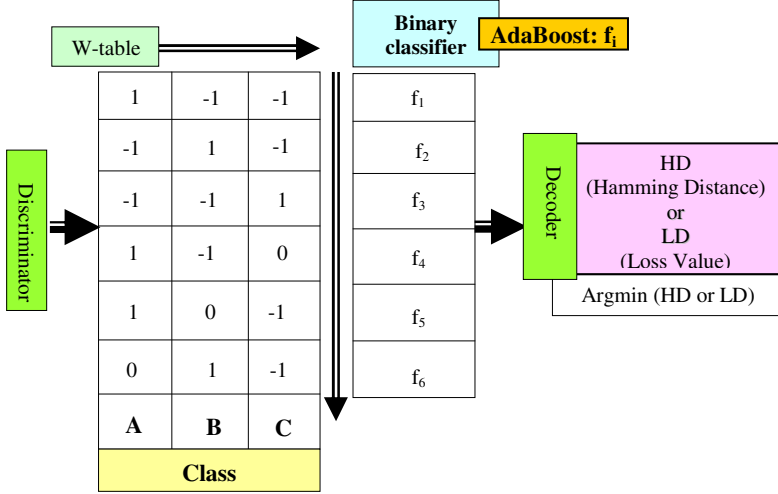 W-table
Binary
classifier
AdaBoost: fi
1 -1 -1
f1
-1 1 -1
f2
-1 -1 1
f3
1 -1 0
f4
1 0 -1
f5
0 1 -1
f6
A B C
Class
Discriminator
Decoder
HD
(Hamming Distance)
or
LD
(Loss Value)
Argmin (HD or LD)